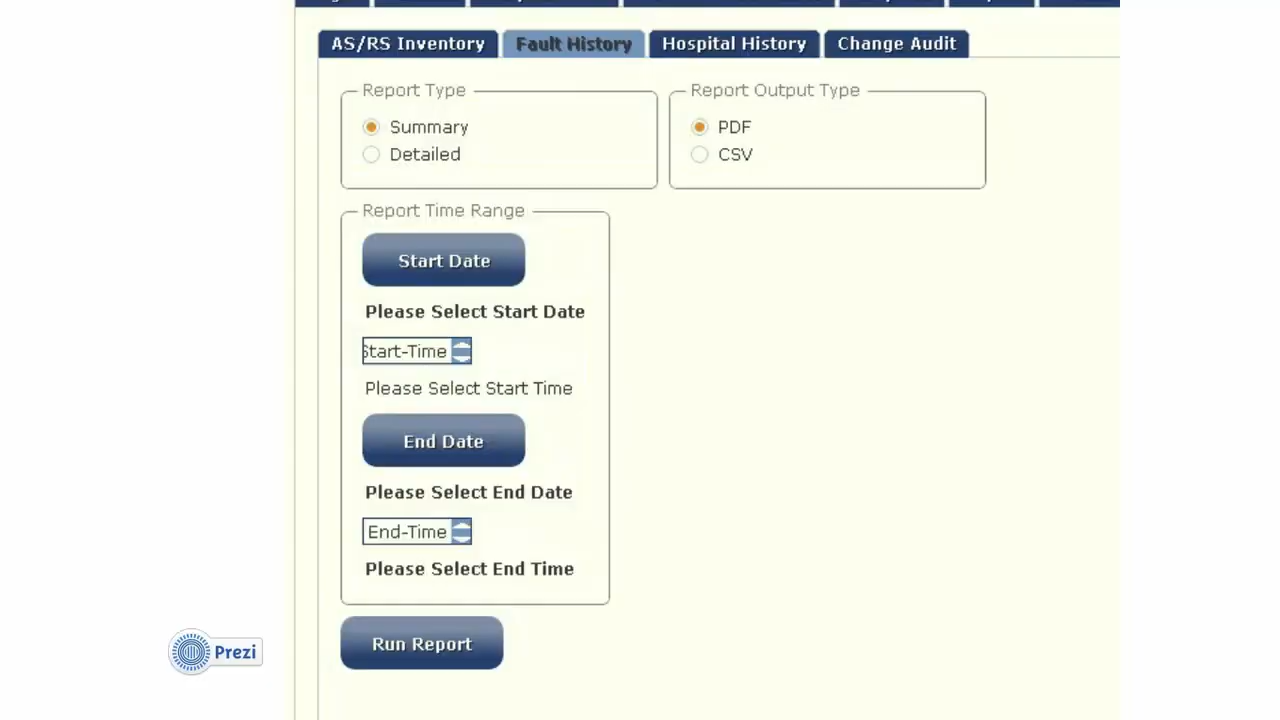 AS/RS Inventory Fault History Hospital History Change Audit
Report Type Report Output Type
Summary PDF
Detailed CSV
Report Time Range
Start Date
Please Select Start Date
Start-Time
Please Select Start Time
End Date
Please Select End Date
End-Time
Please Select End Time
Run Report
Prezi